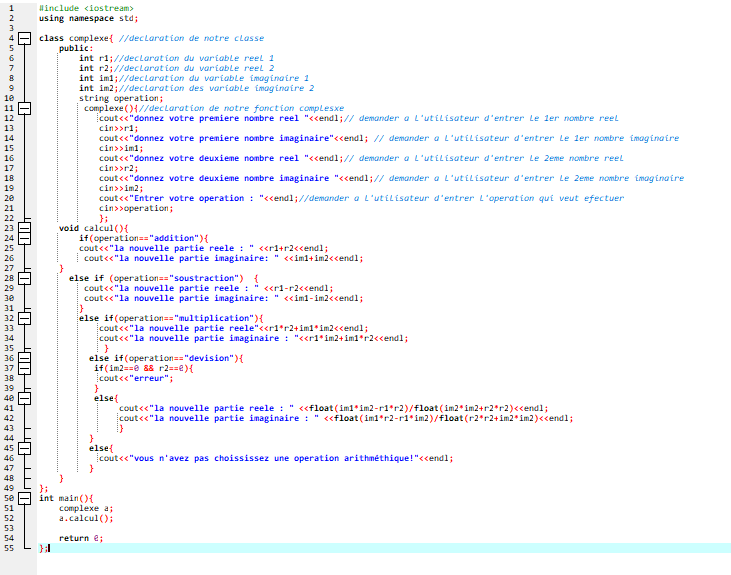 1 #include <iostream>
2 using namespace std;
3
4 class complexe{ //declaration de notre classe
5 public:
6 int r1;//declaration du variable reel 1
7 int r2;//declaration du variable reel 2
8 int im1;//declaration du variable imaginaire 1
9 int im2;//declaration des variable imaginaire 2
10 string operation;
11 complexe(){//declaration de notre fonction complesxe
12 cout<<"donnez votre premiere nombre reel "<<endl;// demander a l'utilisateur d'entrer le 1er nombre reel
13 cin>>r1;
14 cout<<"donnez votre premiere nombre imaginaire"<<endl; // demander a l'utilisateur d'entrer le 1er nombre imaginaire
15 cin>>im1;
16 cout<<"donnez votre deuxieme nombre reel "<<endl;// demander a l'utilisateur d'entrer le 2eme nombre reel
17 cin>>r2;
18 cout<<"donnez votre deuxieme nombre imaginaire "<<endl;// demander a l'utilisateur d'entrer le 2eme nombre imaginaire
19 cin>>im2;
20 cout<<"Entrer votre operation : "<<endl;//demander a l'utilisateur d'entrer l'operation qui veut efectuer
21 cin>>operation;
22 };
23 void calcul(){
24 if(operation=="addition"){
25 cout<<"la nouvelle partie reele : " <<r1+r2<<endl;
26 cout<<"la nouvelle partie imaginaire: " <<im1+im2<<endl;
27 }
28 else if (operation=="soustraction") {
29 cout<<"la nouvelle partie reele : " <<r1-r2<<endl;
30 cout<<"la nouvelle partie imaginaire: " <<im1-im2<<endl;
31 }
32 else if(operation=="multiplication"){
33 cout<<"la nouvelle partie reele"<<r1*r2+im1*im2<<endl;
34 cout<<"la nouvelle partie imaginaire : "<<r1*im2+im1*r2<<endl;
35 }
36 else if(operation=="devision"){
37 if(im2==0 && r2==0){
38 cout<<"erreur";
39 }
40 else{
41 cout<<"la nouvelle partie reele : " <<float(im1*im2-r1*r2)/float(im2*im2+r2*r2)<<endl;
42 cout<<"la nouvelle partie imaginaire : " <<float(im1*r2-r1*im2)/float(r2*r2+im2*im2)<<endl;
43 }
44 }
45 else{
46 cout<<"vous n'avez pas choississez une operation arithméthique!"<<endl;
47 }
48 }
49 };
50 int main(){
51 complexe a;
52 a.calcul();
53
54 return 0;
55 };